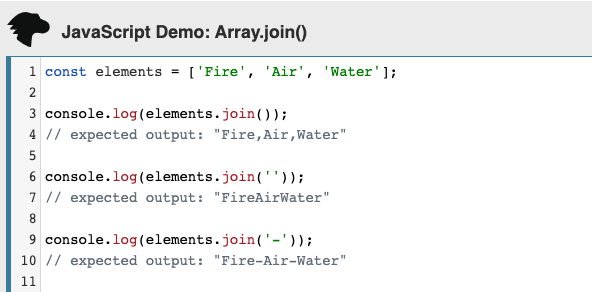 JavaScript Demo: Array.join()
1 const elements = ['Fire', 'Air', 'Water'];
2
3 console.log(elements.join());
4 // expected output: "Fire,Air,Water"
5
6 console.log(elements.join(''));
7 // expected output: "FireAirWater"
8
9 console.log(elements.join('-'));
10 // expected output: "Fire-Air-Water"
11